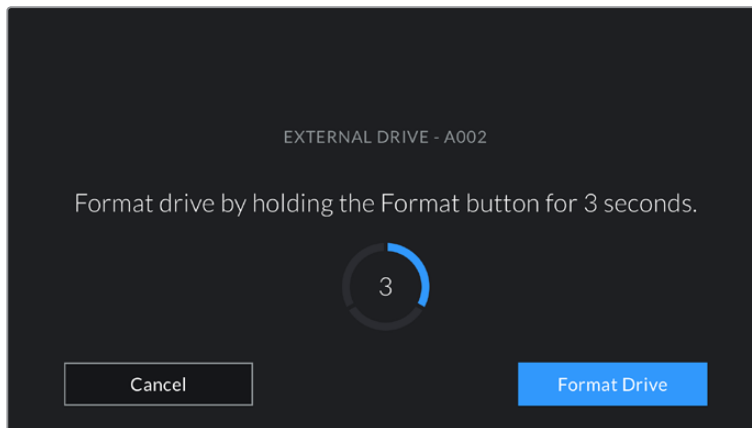 EXTERNAL DRIVE - A002
Format drive by holding the Format button for 3 seconds.
3
Cancel
Format Drive